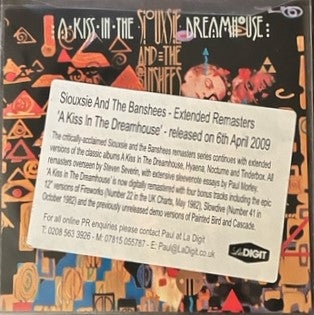 A·KISS·IN·THE DREAMHOUSE
SIOUXSIE
AND THE
BANSHEES
Siouxsie And The Banshees - Extended Remasters
'A Kiss In The Dreamhouse' - released on 6th April 2009
The critically-acclaimed Siouxsie and the Banshees remasters series continues with extended
versions of the classic albums A Kiss In The Dreamhouse, Hyaena, Nocturne and Tinderbox. All
remasters overseen by Steven Severin, with extensive sleevenote essays by Paul Morley.
'A Kiss In The Dreamhouse' is now digitally remastered with four bonus tracks including the epic
12" versions of Fireworks (Number 22 in the UK Charts, May 1982), Slowdive (Number 41 in
October 1982) and the previously unreleased demo versions of Painted Bird and Cascade.
For all online PR enquiries please contact Paul at La Digit
T: 0208 563 3926 - M: 07815 055787 - E: Paul@LaDigit.co.uk
LADIGIT